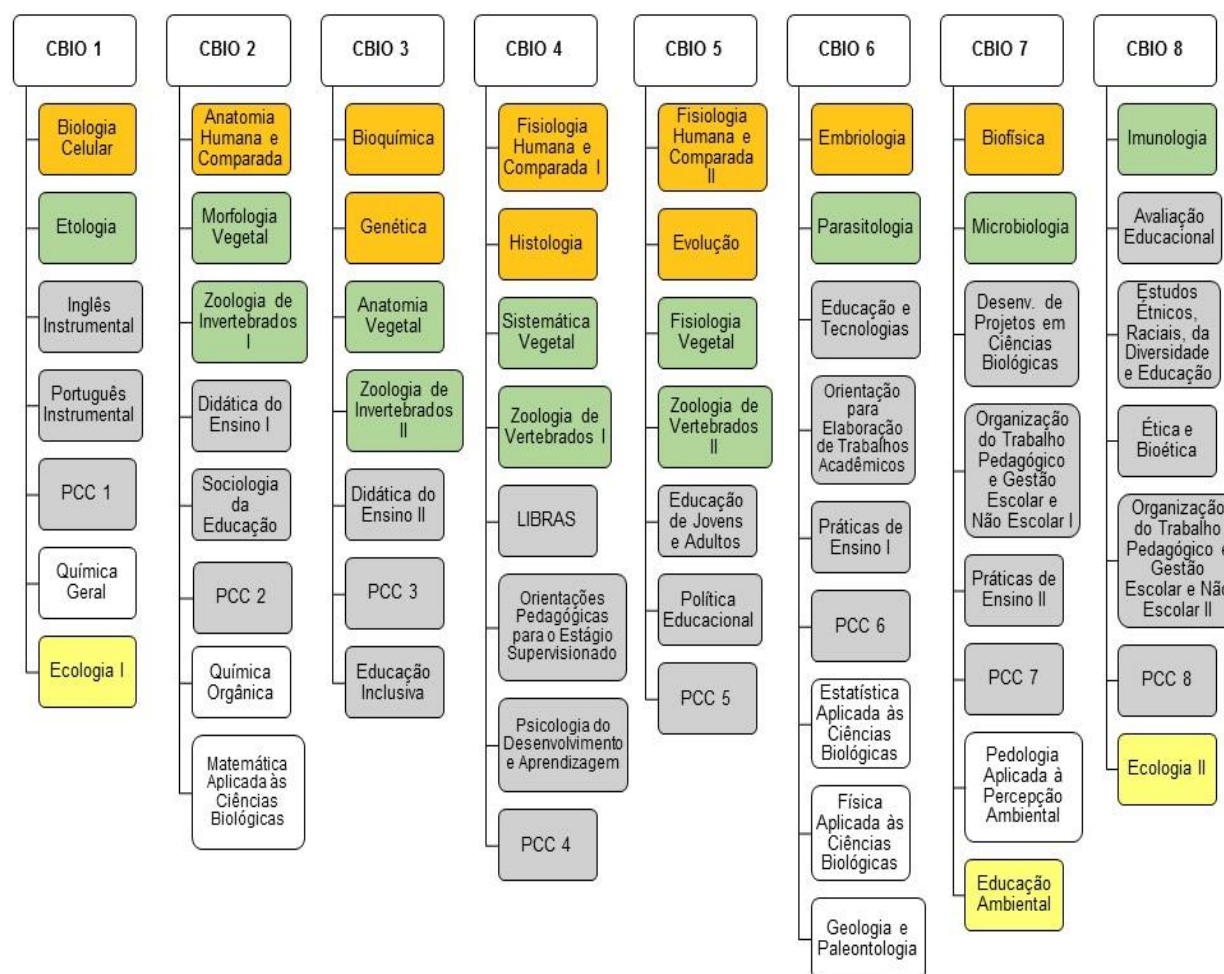 CBIO 1
Biologia
Celular
Etologia
Inglês
Instrumental
Português
Instrumental
PCC 1
Química
Geral
Ecologia I
CBIO 2
Anatomia
Humana e
Comparada
Morfologia
Vegetal
Zoologia de
Invertebrados
I
Didática do
Ensino I
Sociologia
da
Educação
PCC 2
Química
Orgânica
Matemática
Aplicada às
Ciências
Biológicas
CBIO 3
Bioquímica
Genética
Anatomia
Vegetal
Zoologia de
Invertebrados
II
Didática do
Ensino II
PCC 3
Educação
Inclusiva
CBIO 4
Fisiologia
Humana e
Comparada I
Histologia
Sistemática
Vegetal
Zoologia de
Vertebrados I
LIBRAS
Orientações
Pedagógicas
para o Estágio
Supervisionado
Psicologia do
Desenvolvimento
e Aprendizagem
PCC 4
CBIO 5
Fisiologia
Humana e
Comparada
II
Evolução
Fisiologia
Vegetal
Zoologia de
Vertebrados
II
Educação
de Jovens
e Adultos
Política
Educacional
PCC 5
CBIO 6
Embriologia
Parasitologia
Educação e
Tecnologias
Orientação
para
Elaboração
de Trabalhos
Acadêmicos
Práticas de
Ensino I
PCC 6
Estatística
Aplicada às
Ciências
Biológicas
Física
Aplicada às
Ciências
Biológicas
Geologia e
Paleontologia
CBIO 7
Biofísica
Microbiologia
Desenv. de
Projetos em
Ciências
Biológicas
Organização
do Trabalho
Pedagógico
e Gestão
Escolar e
Não Escolar I
Práticas de
Ensino II
PCC 7
Pedologia
Aplicada à
Percepção
Ambiental
Educação
Ambiental
CBIO 8
Imunologia
Avaliação
Educacional
Estudos
Étnicos,
Raciais, da
Diversidade
e Educação
Ética e
Bioética
Organização
do Trabalho
Pedagógico e
Gestão
Escolar e Não
Escolar II
PCC 8
Ecologia II